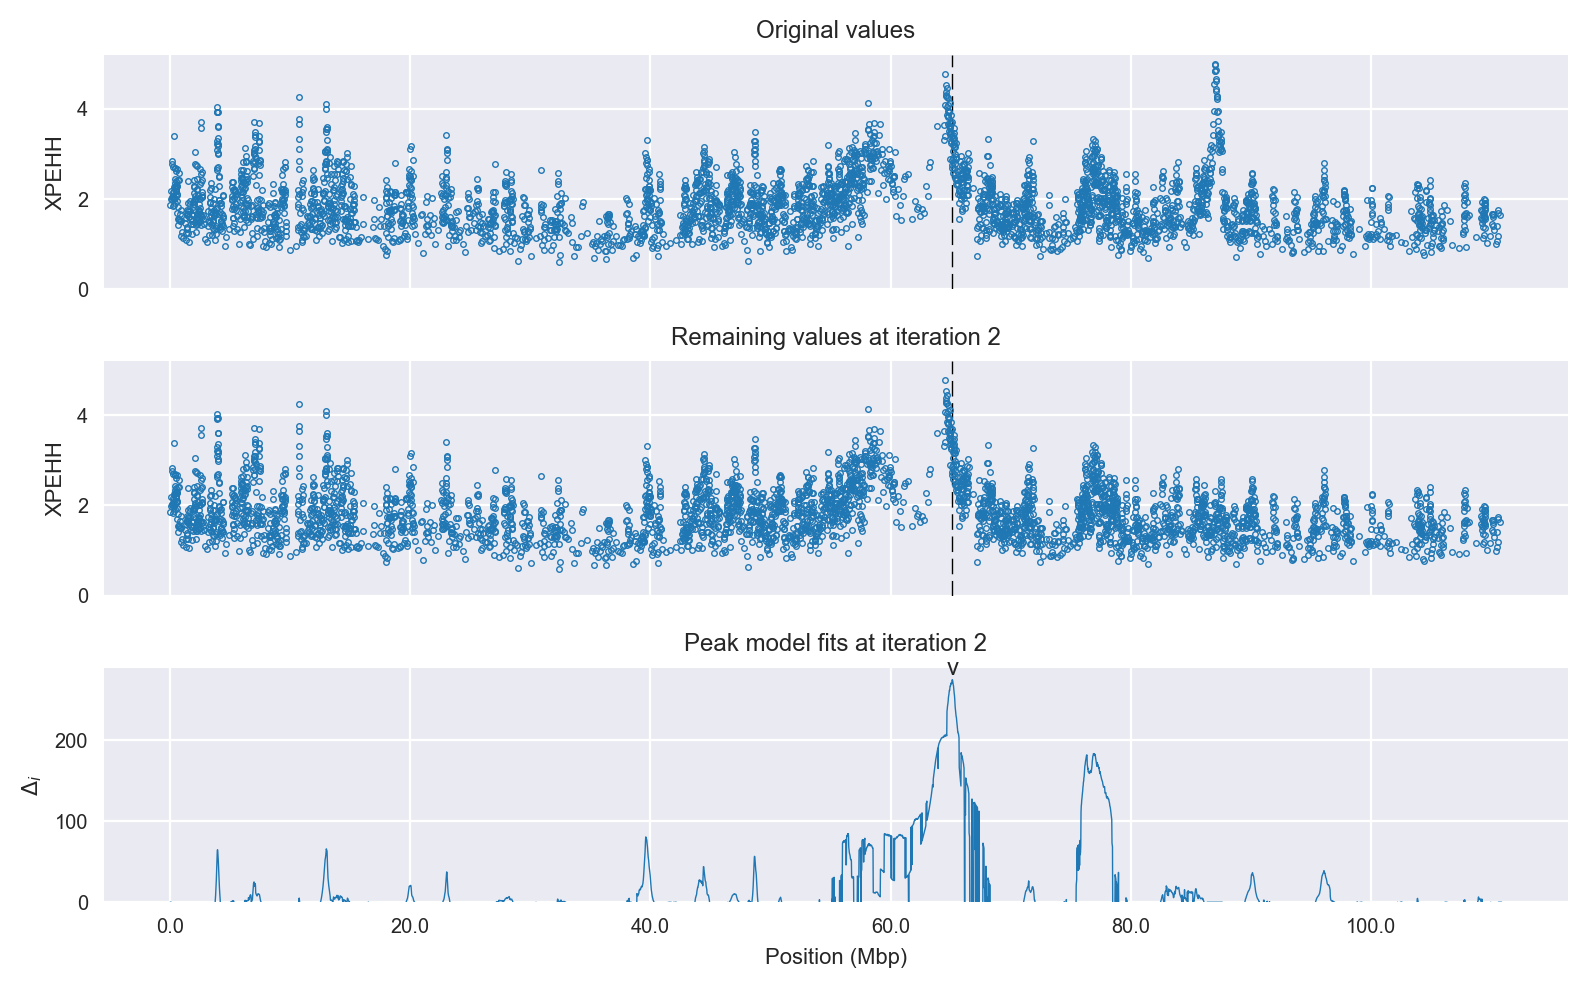 Original values
XPEHH
4
2
0
Remaining values at iteration 2
XPEHH
4
2
0
Peak model fits at iteration 2
v
Δi
200
100
0
0.0 20.0 40.0 60.0 80.0 100.0
Position (Mbp)